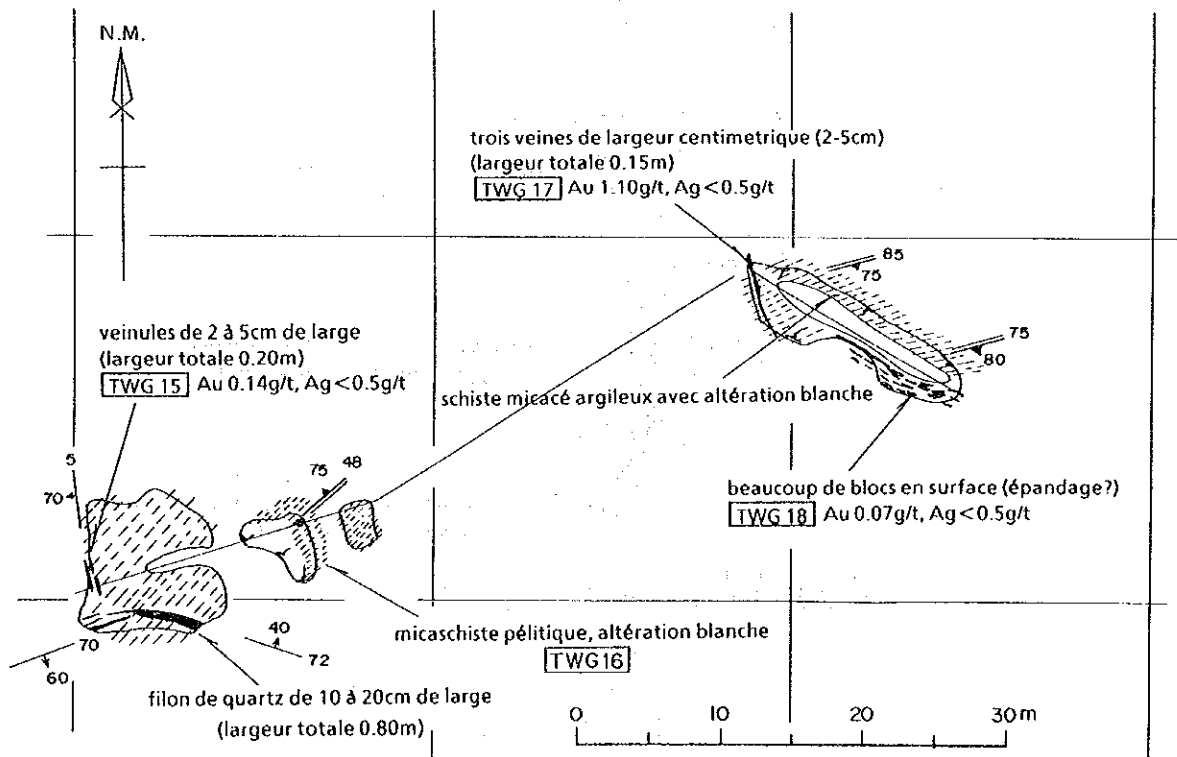 N.M.
trois veines de largeur centimetrique (2-5cm)
(largeur totale 0.15m)
TWG 17 Au 1.10g/t, Ag<0.5g/t
85
75
veinules de 2 à 5cm de large
(largeur totale 0.20m)
TWG 15 Au 0.14g/t, Ag<0.5g/t
75
80
schiste micacé argileux avec altération blanche
5
70
75 48
beaucoup de blocs en surface (épandage?)
TWG 18 Au 0.07g/t, Ag<0.5g/t
micaschiste pélitique, altération blanche
TWG16
70
60
40
72
filon de quartz de 10 à 20cm de large
(largeur totale 0.80m)
0 10 20 30m